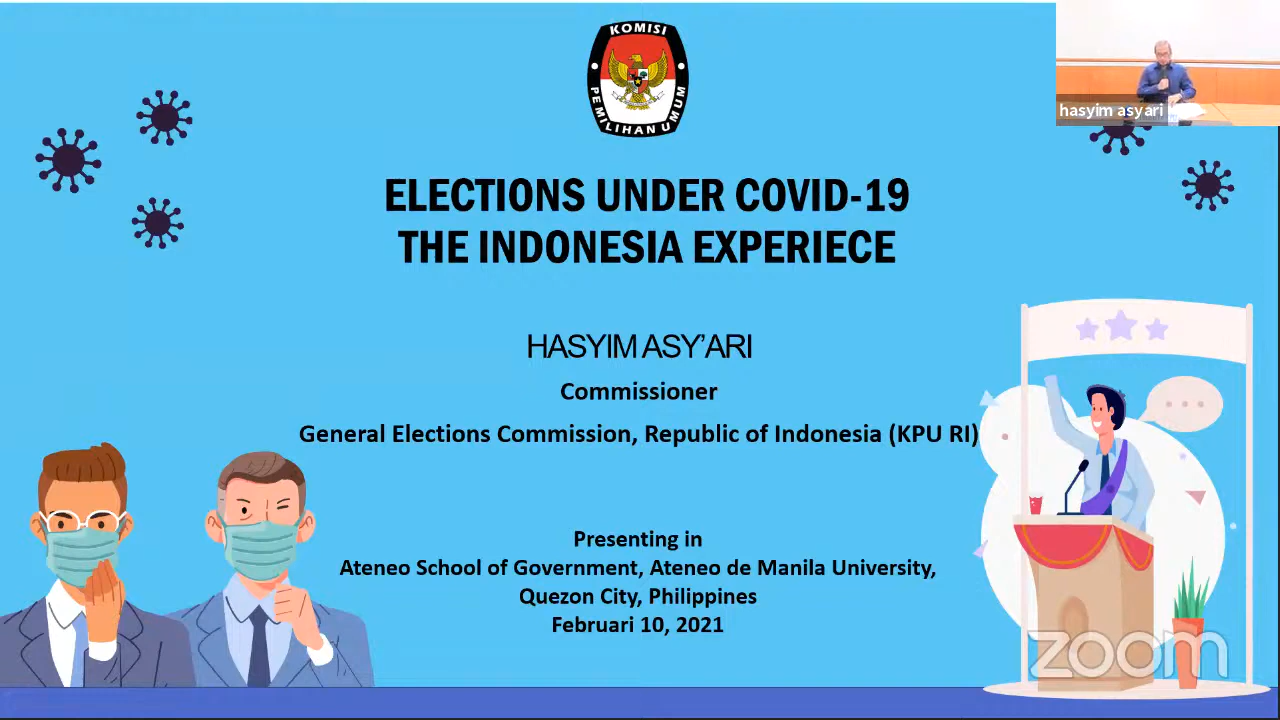 KOMISI
PEMILIHAN UMUM
hasyim asyari
ELECTIONS UNDER COVID-19
THE INDONESIA EXPERIECE
HASYIM ASY'ARI
Commissioner
General Elections Commission, Republic of Indonesia (KPU RI)
Presenting in
Ateneo School of Government, Ateneo de Manila University,
Quezon City, Philippines
Februari 10, 2021
zoom